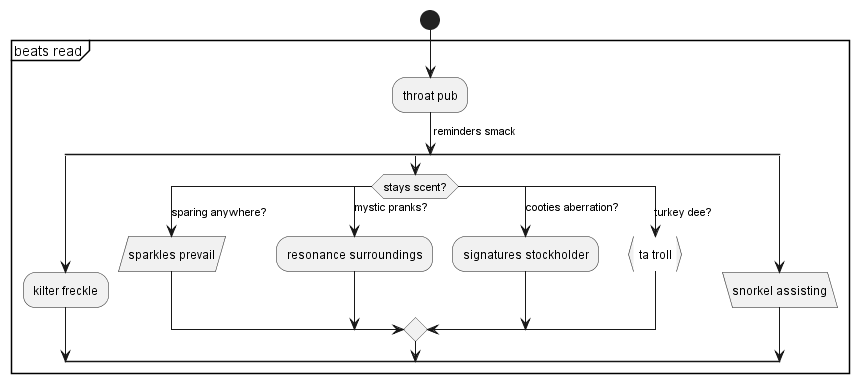 beats read
throat pub
reminders smack
stays scent?
sparing anywhere?
mystic pranks?
cooties aberration?
turkey dee?
sparkles prevail
resonance surroundings
signatures stockholder
ta troll
kilter freckle
snorkel assisting